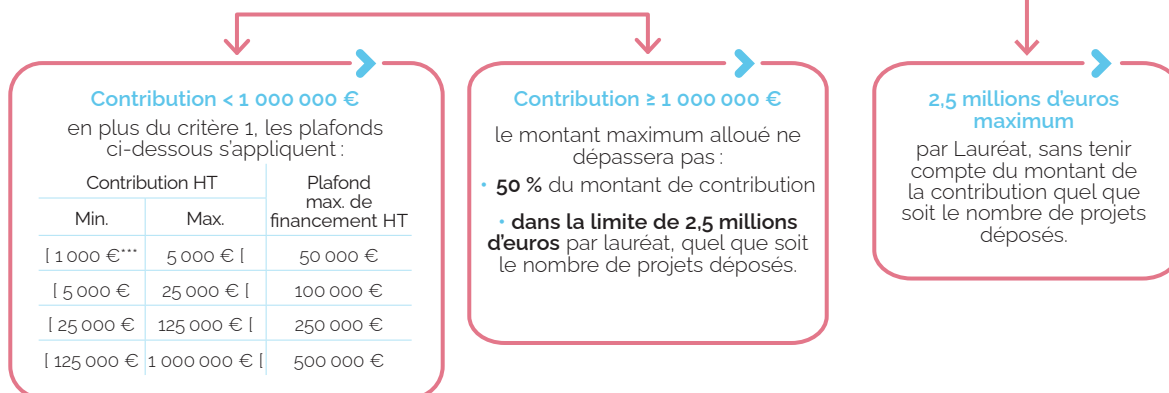 Contribution < 1 000 000 €
en plus du critère 1, les plafonds
ci-dessous s'appliquent :
Contribution HT
Plafond
max. de
financement HT
Min.
Max.
[ 1 000 €***
5 000 € [
50 000 €
[ 5 000 €
25 000 € [
100 000 €
[ 25 000 €
125 000 € [
250 000 €
[ 125 000 €
1 000 000 € [
500 000 €
Contribution ≥ 1 000 000 €
le montant maximum alloué ne
dépassera pas :
• 50 % du montant de contribution
• dans la limite de 2,5 millions
d'euros par lauréat, quel que soit
le nombre de projets déposés.
2,5 millions d'euros
maximum
par Lauréat, sans tenir
compte du montant de
la contribution quel que
soit le nombre de projets
déposés.